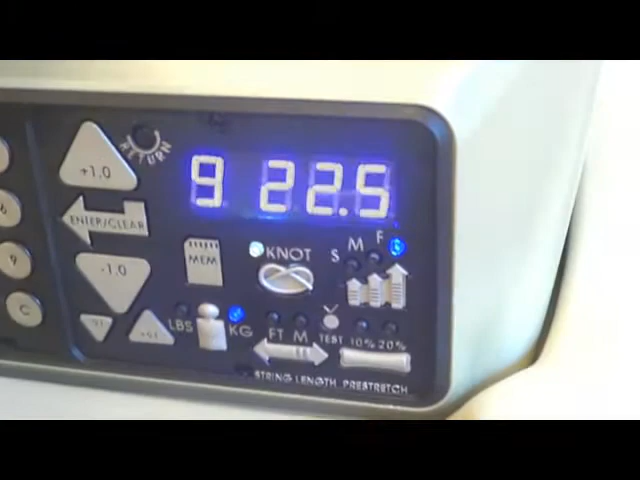 +1.0
RETURN
9 22.5
ENTER/CLEAR
MEM
KNOT
S M F
-1.0
9
C
LBS
KG
FT M
TEST
10% 20%
STRING LENGTH
PRESTRETCH